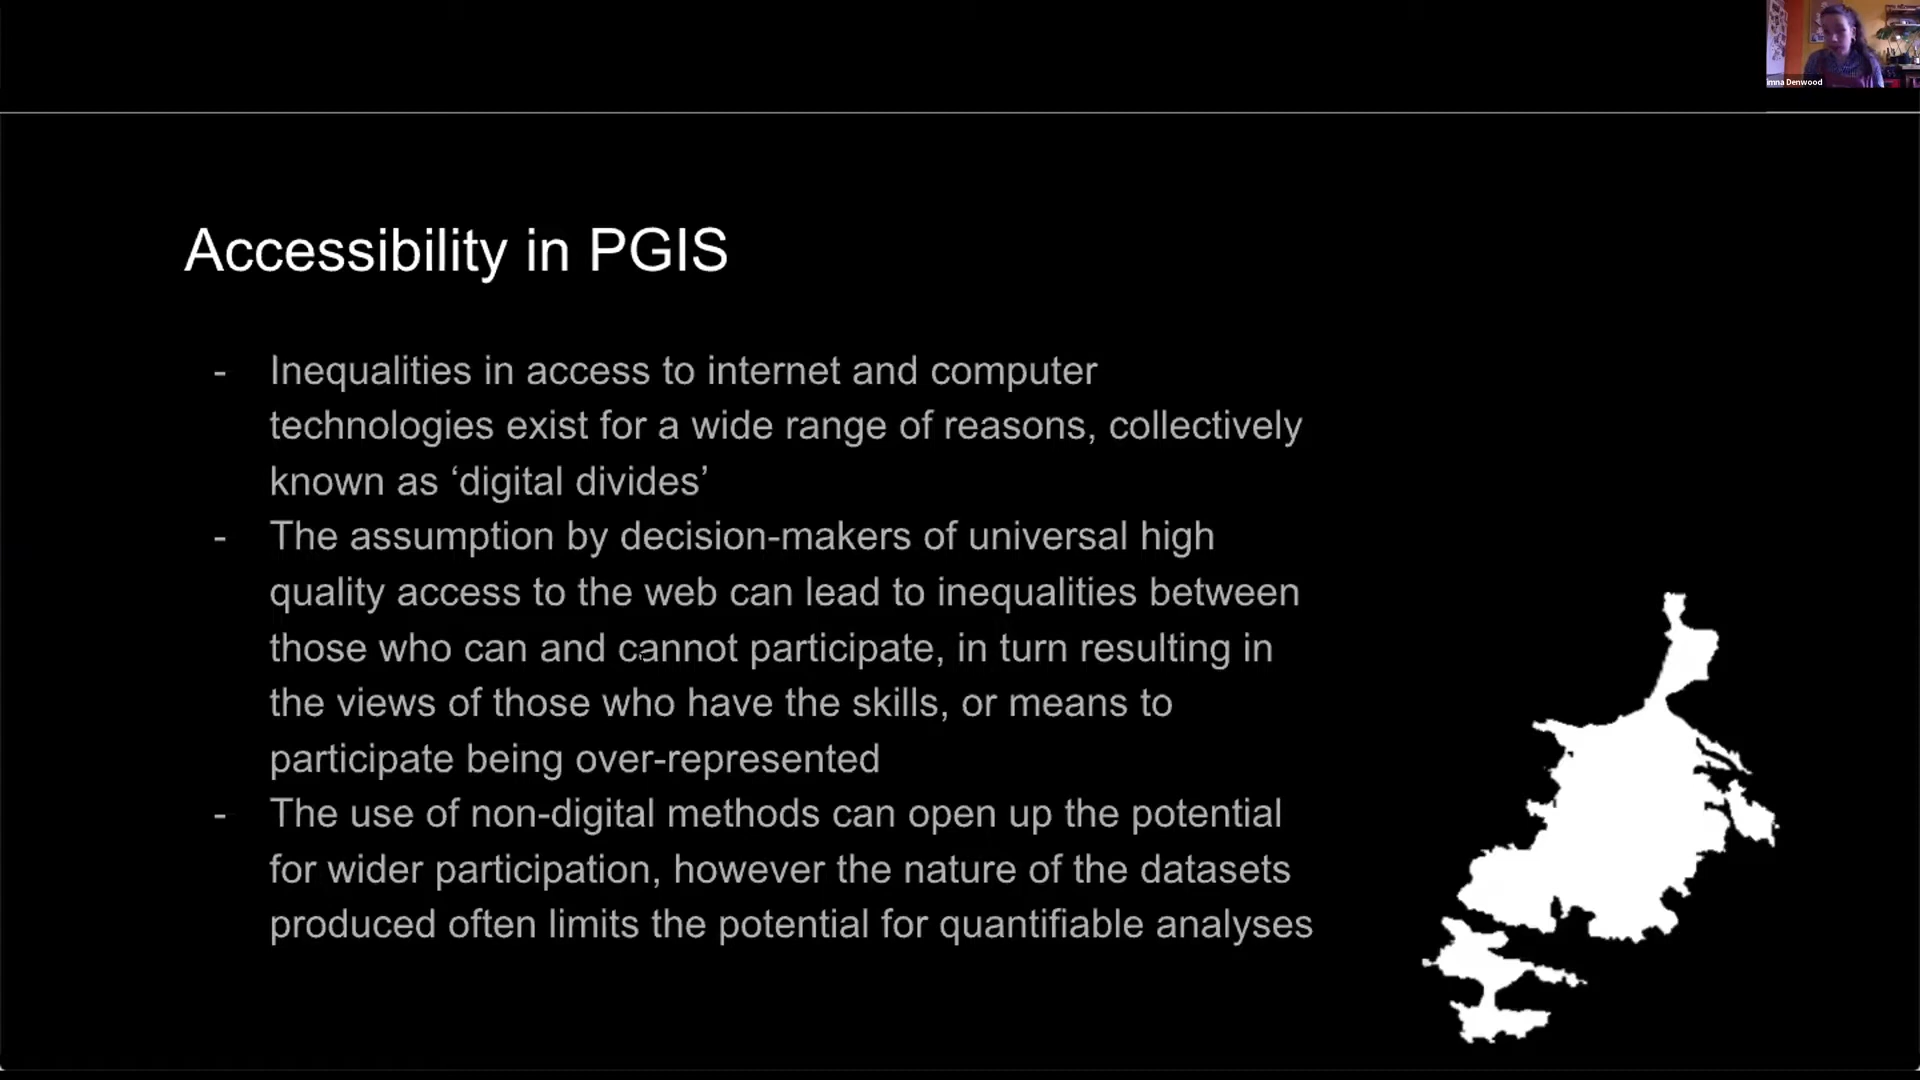 imna Denwood
Accessibility in PGIS
- Inequalities in access to internet and computer
technologies exist for a wide range of reasons, collectively
known as ‘digital divides’
- The assumption by decision-makers of universal high
quality access to the web can lead to inequalities between
those who can and cannot participate, in turn resulting in
the views of those who have the skills, or means to
participate being over-represented
- The use of non-digital methods can open up the potential
for wider participation, however the nature of the datasets
produced often limits the potential for quantifiable analyses